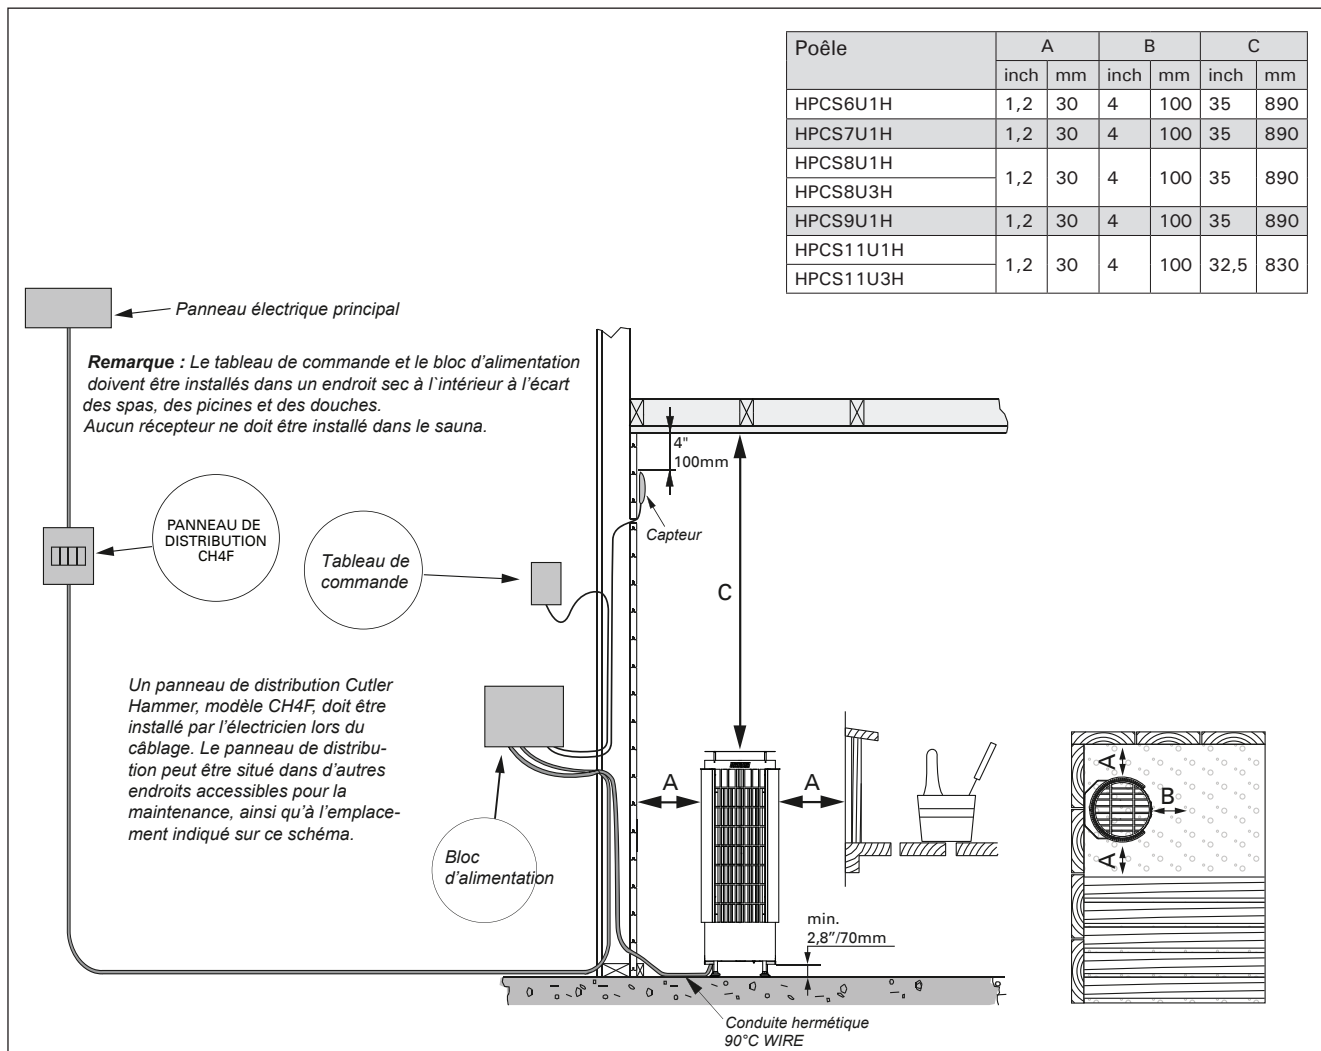 Poêle A B C
inch mm inch mm inch mm
HPCS6U1H 1,2 30 4 100 35 890
HPCS7U1H 1,2 30 4 100 35 890
HPCS8U1H
1,2 30 4 100 35 890
HPCS8U3H
HPCS9U1H 1,2 30 4 100 35 890
HPCS11U1H
1,2 30 4 100 32,5 830
HPCS11U3H
Panneau électrique principal
Remarque : Le tableau de commande et le bloc d'alimentation
doivent être installés dans un endroit sec à l`intérieur à l'écart
des spas, des picines et des douches.
Aucun récepteur ne doit être installé dans le sauna.
4"
100mm
Capteur
PANNEAU DE
DISTRIBUTION
CH4F
Tableau de
commande
C
Un panneau de distribution Cutler
Hammer, modèle CH4F, doit être
installé par l'électricien lors du
câblage. Le panneau de distribu-
tion peut être situé dans d'autres
endroits accessibles pour la
maintenance, ainsi qu'à l'emplace-
ment indiqué sur ce schéma.
Bloc
d'alimentation
A
A
min.
2,8"/70mm
A
B
A
Conduite hermétique
90°C WIRE